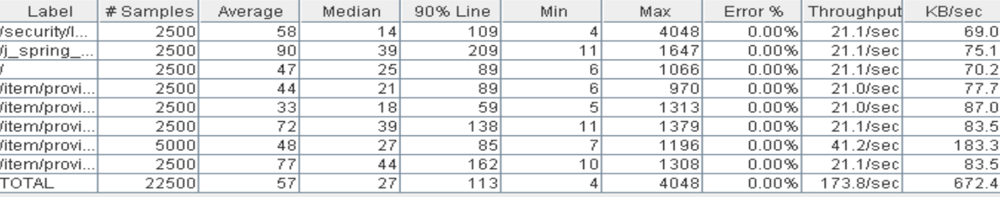 Label # Samples Average Median 90% Line Min Max Error % Throughput KB/sec
/security/l... 2500 58 14 109 4 4048 0.00% 21.1/sec 69.0
/j_spring_... 2500 90 39 209 11 1647 0.00% 21.1/sec 75.1
/ 2500 47 25 89 6 1066 0.00% 21.1/sec 70.2
/item/provi... 2500 44 21 89 6 970 0.00% 21.0/sec 77.7
/item/provi... 2500 33 18 59 5 1313 0.00% 21.0/sec 87.0
/item/provi... 2500 72 39 138 11 1379 0.00% 21.1/sec 83.5
/item/provi... 5000 48 27 85 7 1196 0.00% 41.2/sec 183.3
/item/provi... 2500 77 44 162 10 1308 0.00% 21.1/sec 83.5
TOTAL 22500 57 27 113 4 4048 0.00% 173.8/sec 672.4